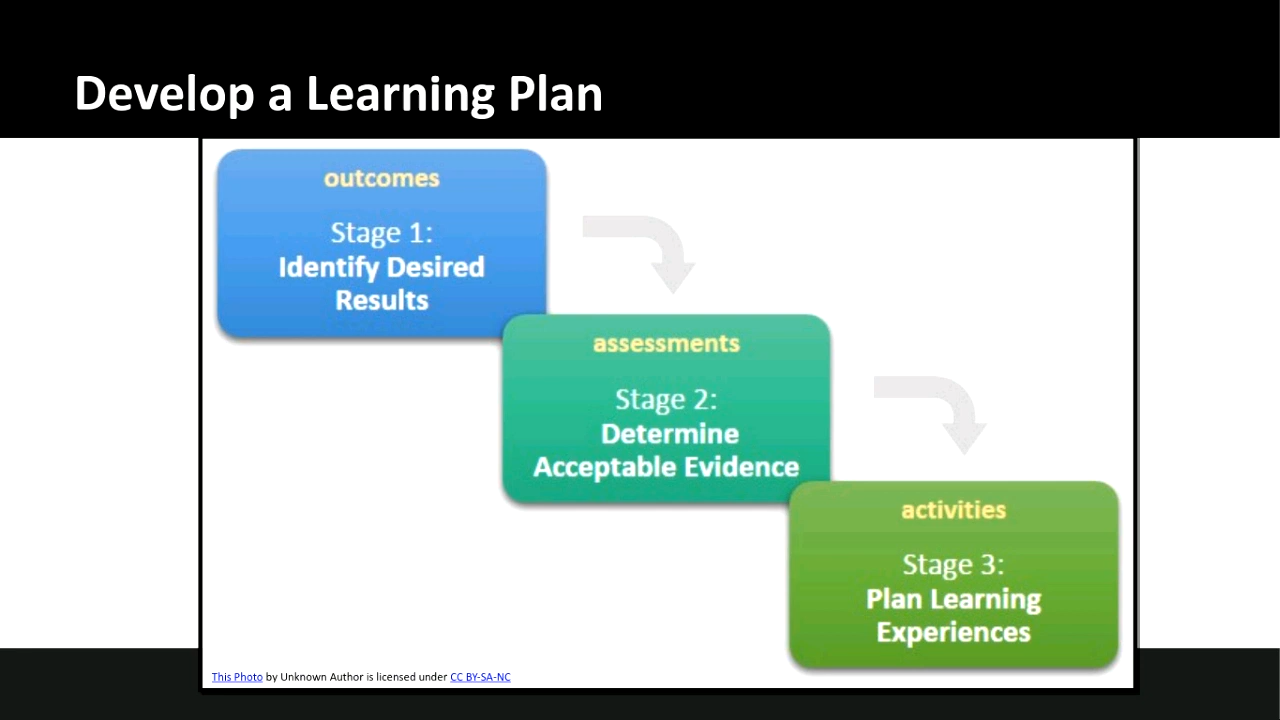 Develop a Learning Plan
outcomes
Stage 1:
Identify Desired
Results
assessments
Stage 2:
Determine
Acceptable Evidence
activities
Stage 3:
Plan Learning
Experiences
This Photo by Unknown Author is licensed under CC BY-SA-NC